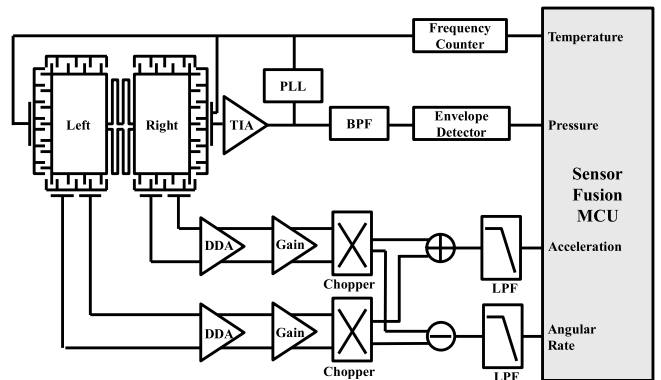 Frequency
Counter
Temperature
PLL
Left
Right
TIA
BPF
Envelope
Detector
Pressure
Sensor
Fusion
MCU
DDA
Gain
Chopper
LPF
Acceleration
DDA
Gain
Chopper
LPF
Angular
Rate